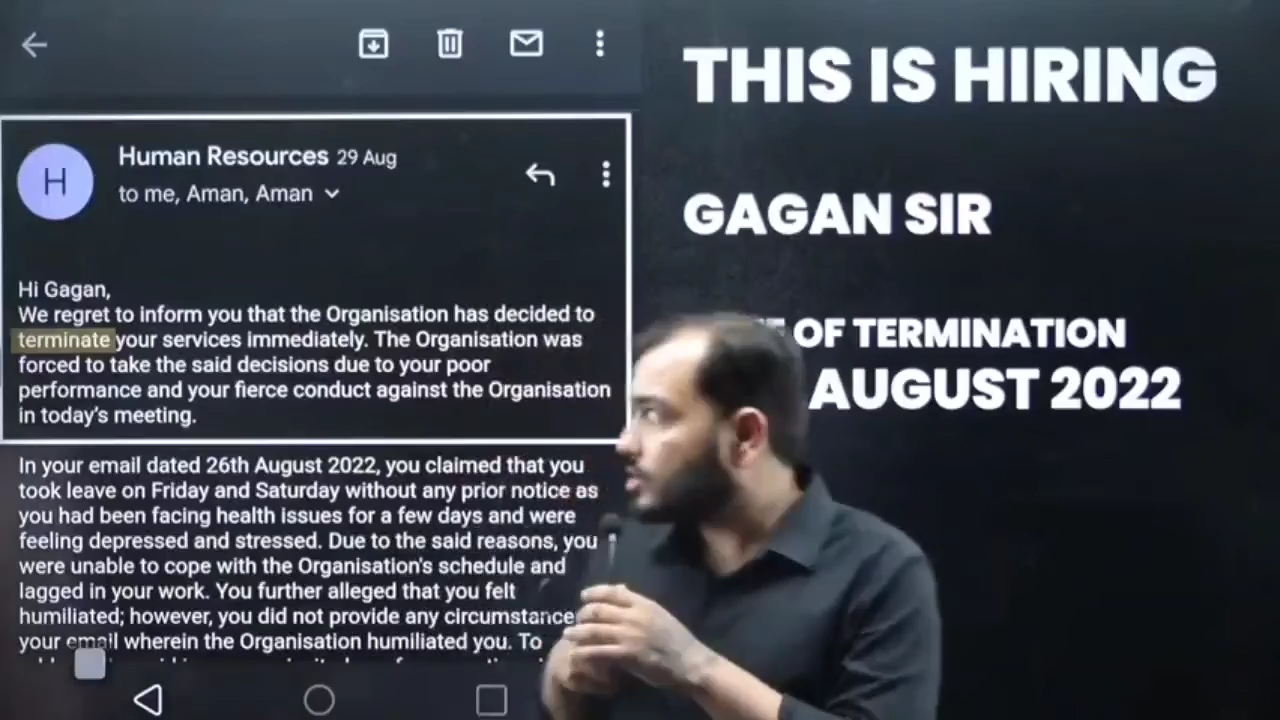 Human Resources 29 Aug
H
to me, Aman, Aman
Hi Gagan,
We regret to inform you that the Organisation has decided to
terminate your services immediately. The Organisation was
forced to take the said decisions due to your poor
performance and your fierce conduct against the Organisation
in today's meeting.
In your email dated 26th August 2022, you claimed that you
took leave on Friday and Saturday without any prior notice as
you had been facing health issues for a few days and were
feeling depressed and stressed. Due to the said reasons, you
were unable to cope with the Organisation's schedule and
lagged in your work. You further alleged that you felt
humiliated; however, you did not provide any
your email wherein the Organisation humiliated you. To
THIS IS HIRING
GAGAN SIR
OF TERMINATION
AUGUST 2022